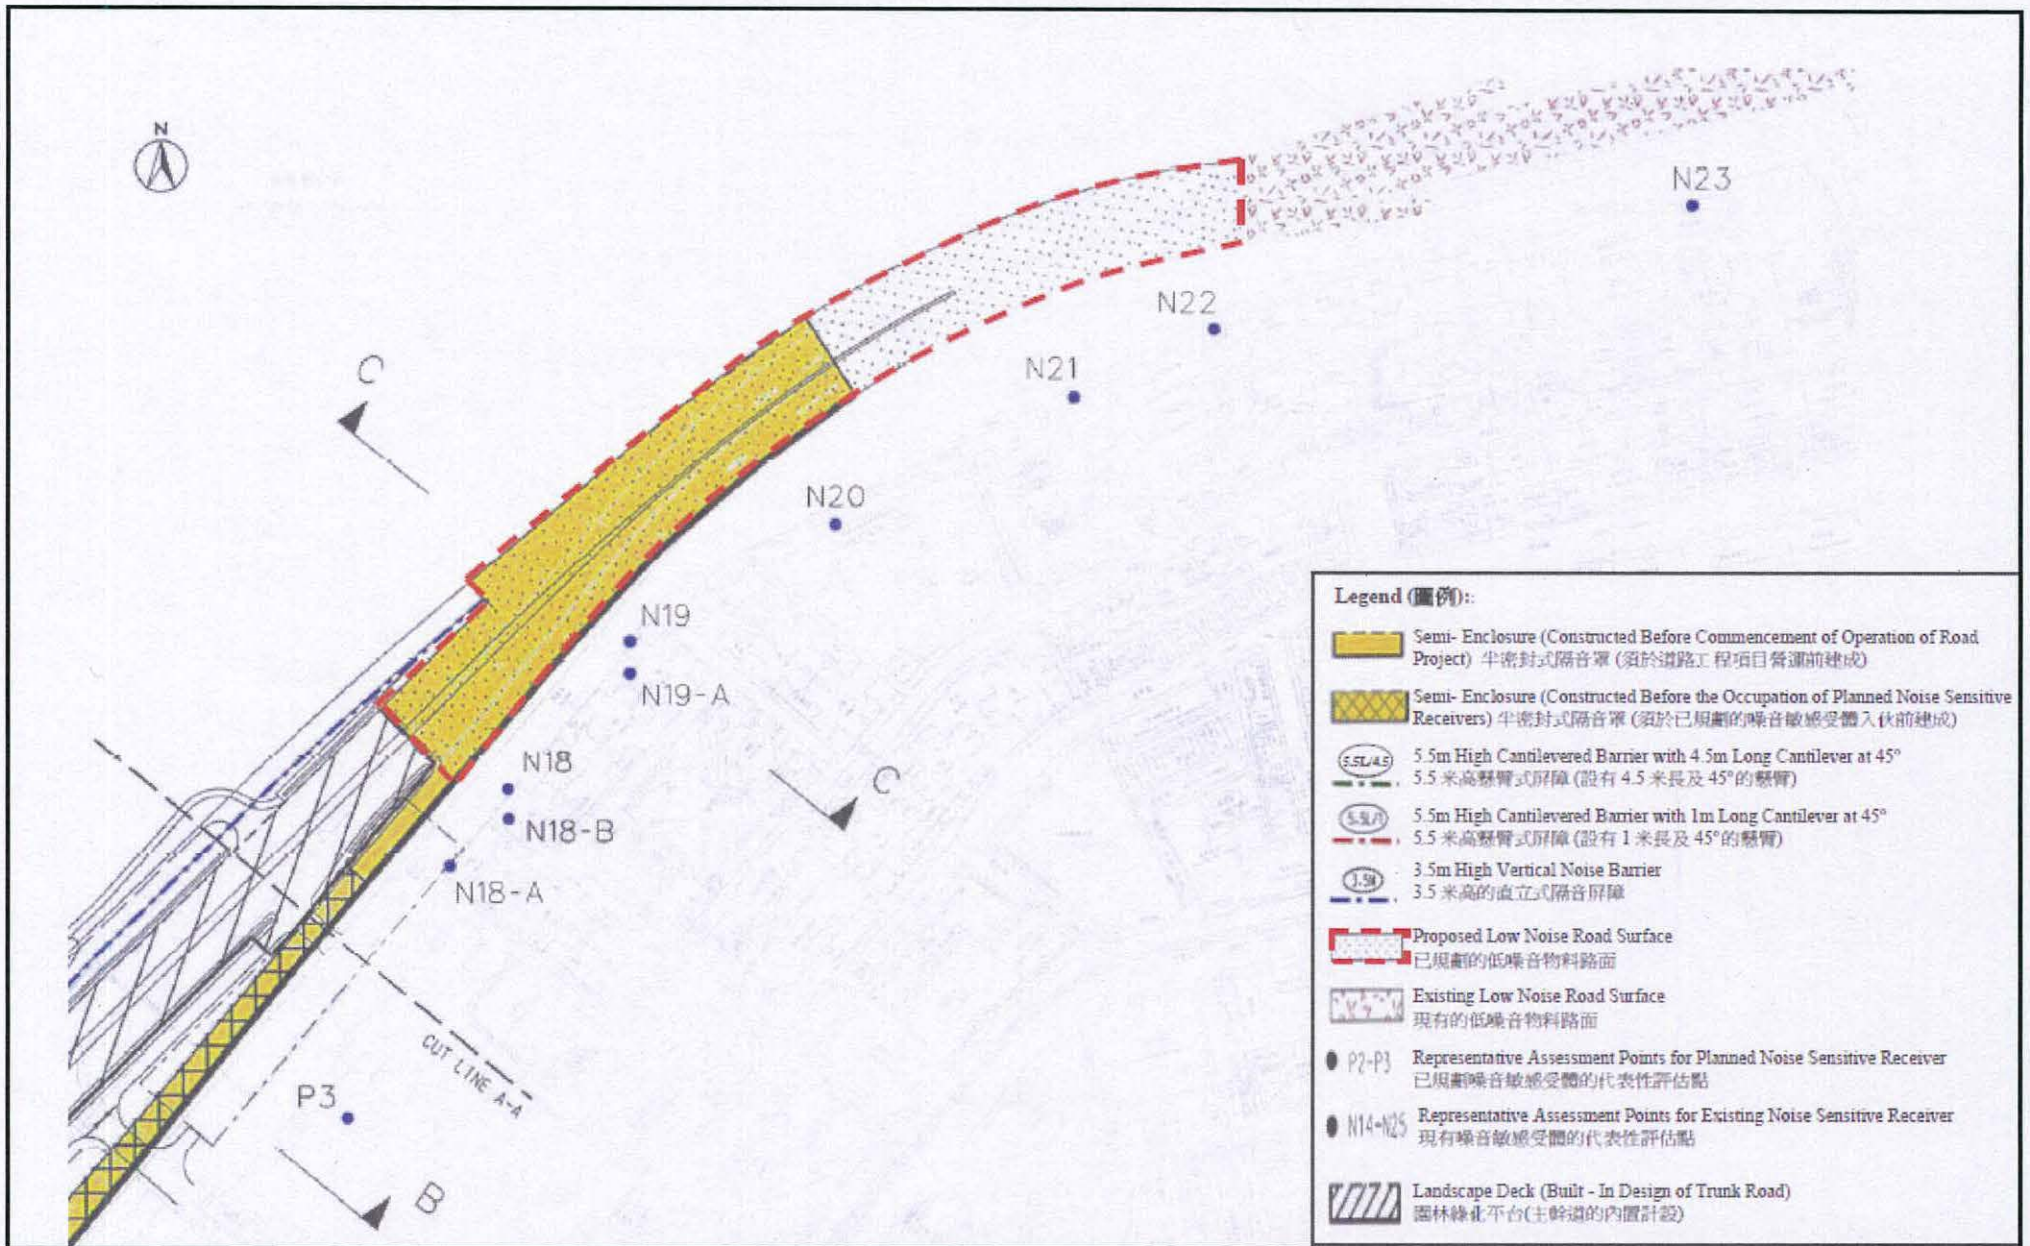 N
N23
N22
C
N21
N20
N19
N19-A
N18
C
N18-B
N18-A
CUT LINE A-A
P3
B
Legend (圖例)::
Semi- Enclosure (Constructed Before Commencement of Operation of Road
Project) 半密封式隔音罩 (須於道路工程項目營運前建成)
Semi- Enclosure (Constructed Before the Occupation of Planned Noise Sensitive
Receivers) 半密封式隔音罩 (須於已規劃的噪音敏感受體入伙前建成)
5.5L/4.5
5.5m High Cantilevered Barrier with 4.5m Long Cantilever at 45°
5.5 米高懸臂式屏障 (設有 4.5 米長及 45°的懸臂)
5.5L/1
5.5m High Cantilevered Barrier with 1m Long Cantilever at 45°
5.5 米高懸臂式屏障 (設有 1 米長及 45°的懸臂)
3.5m High Vertical Noise Barrier
3.5 米高的直立式隔音屏障
Proposed Low Noise Road Surface
已規劃的低噪音物料路面
Existing Low Noise Road Surface
現有的低噪音物料路面
P2-P3 Representative Assessment Points for Planned Noise Sensitive Receiver
已規劃噪音敏感受體的代表性評估點
N14-N25 Representative Assessment Points for Existing Noise Sensitive Receiver
現有噪音敏感受體的代表性評估點
Landscape Deck (Built - In Design of Trunk Road)
園林綠化平台(主幹道的內置計設)